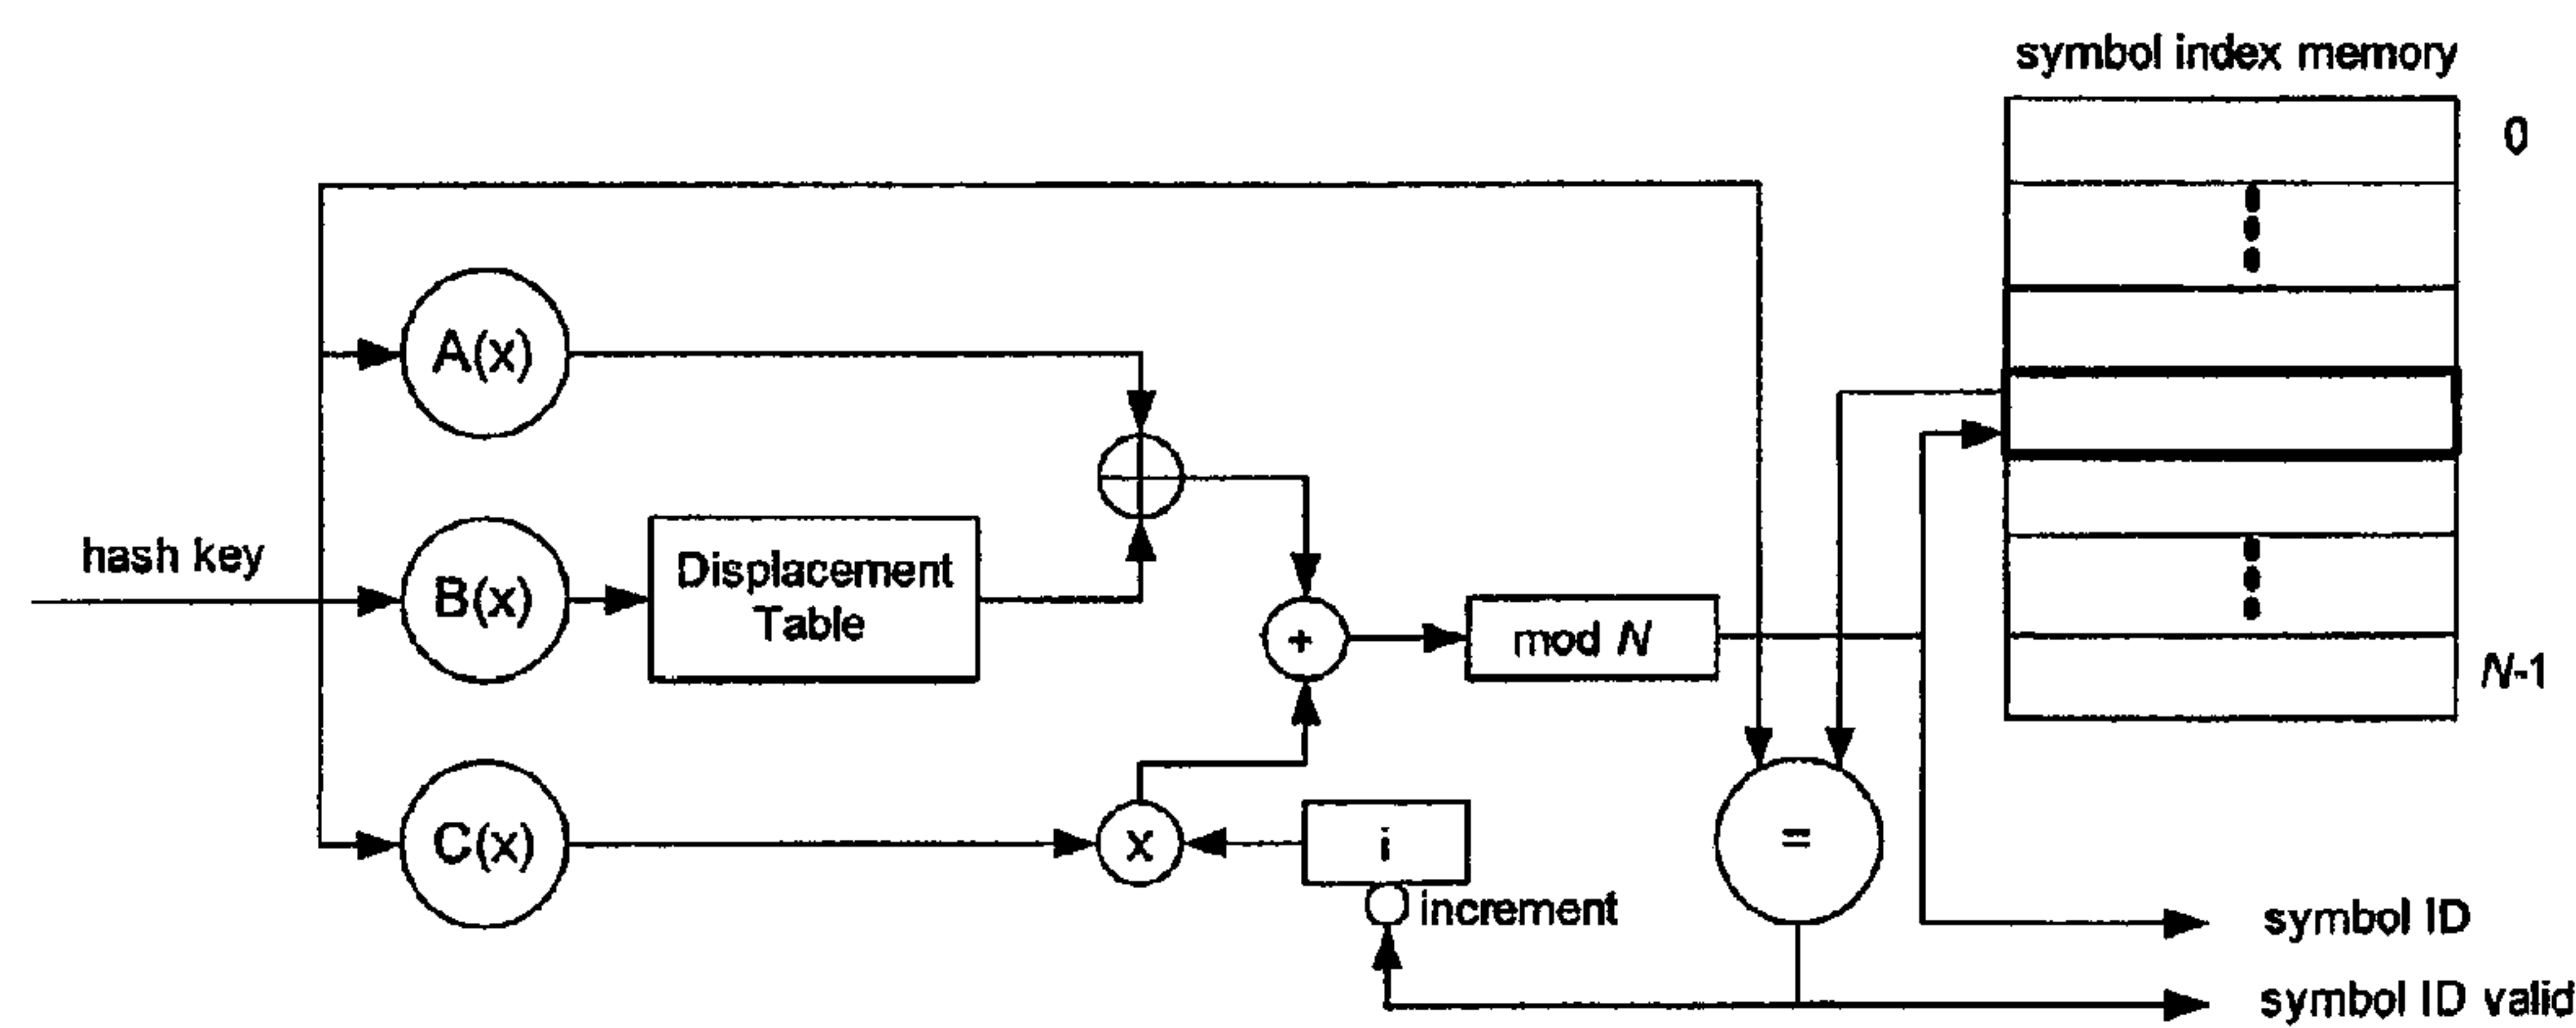 symbol index memory
0
A(x)
hash key
B(x)
Displacement
Table
+
mod N
N-1
C(x)
x
i
=
increment
symbol ID
symbol ID valid